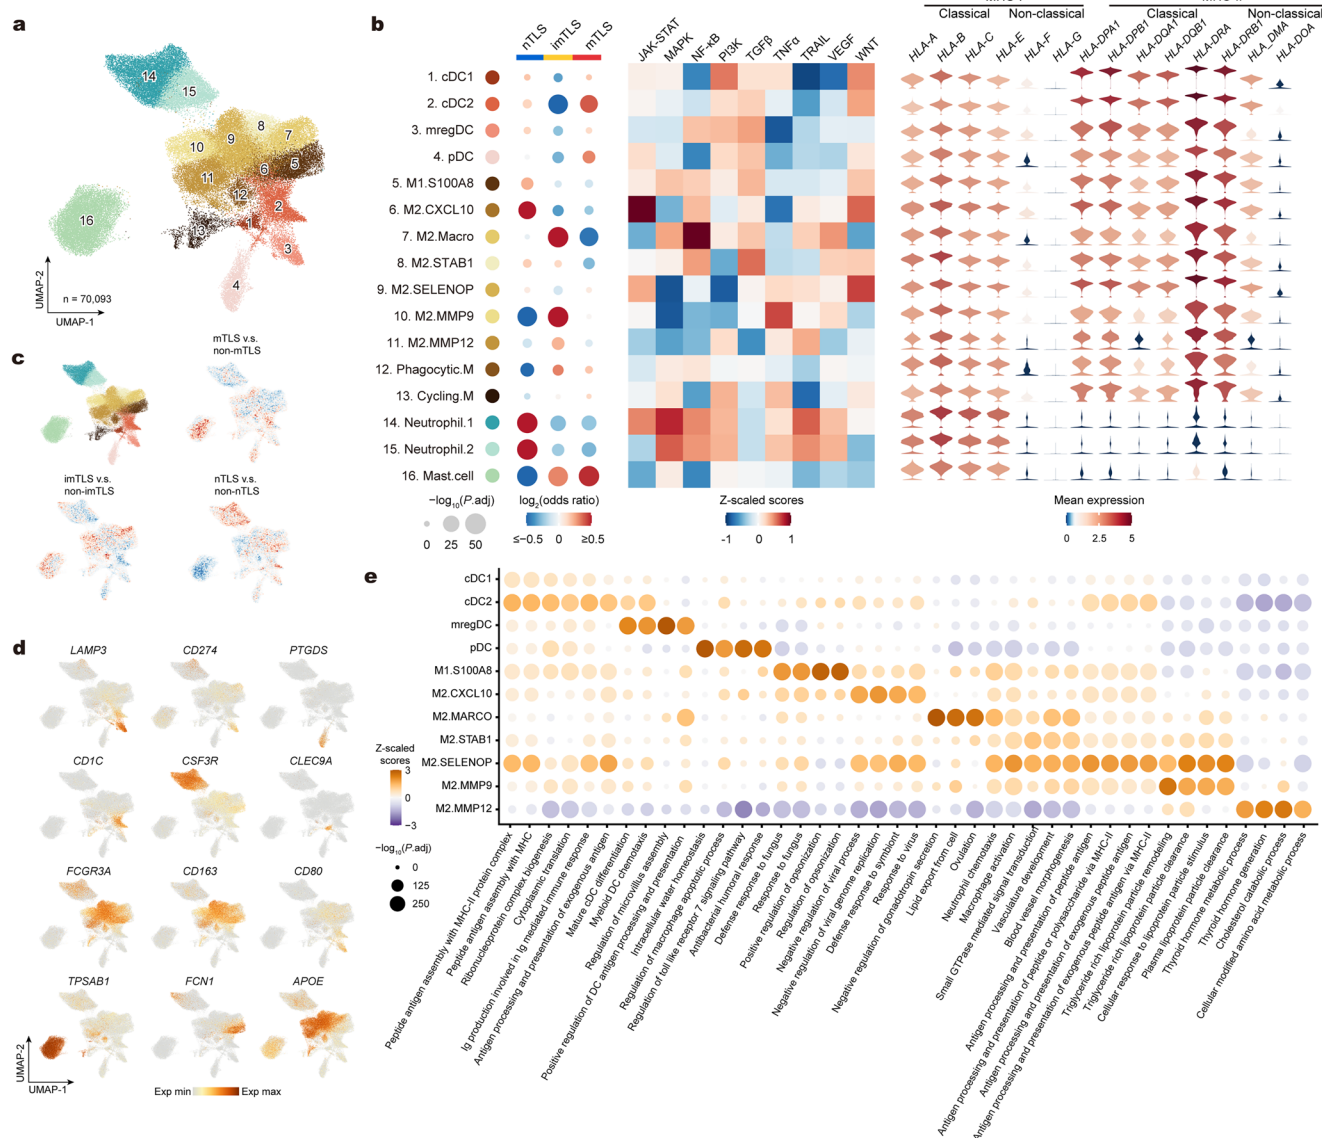 a
14
15
8
7
9
10
5
6
11
12
2
16
13
1
3
4
UMAP-2
n = 70,093
UMAP-1
b
nTLS
imTLS
mTLS
JAK-STAT
MAPK
NF-κB
PI3K
TGFβ
TNFα
TRAIL
VEGF
WNT
Classical
Non-classical
Classical
Non-classical
HLA-A
HLA-B
HLA-C
HLA-E
HLA-F
HLA-G
HLA-DPA1
HLA-DPB1
HLA-DQA1
HLA-DQB1
HLA-DRA
HLA-DRB1
HLA_DMA
HLA-DOA
1. cDC1
2. cDC2
3. mregDC
4. pDC
5. M1.S100A8
6. M2.CXCL10
7. M2.Macro
8. M2.STAB1
9. M2.SELENOP
10. M2.MMP9
11. M2.MMP12
12. Phagocytic.M
13. Cycling.M
14. Neutrophil.1
15. Neutrophil.2
16. Mast.cell
−log10(P.adj)
0 25 50
log2(odds ratio)
≤−0.5 0 ≥0.5
Z-scaled scores
-1 0 1
Mean expression
0 2.5 5
c
mTLS v.s.
non-mTLS
imTLS v.s.
non-imTLS
nTLS v.s.
non-nTLS
d
LAMP3
CD274
PTGDS
CD1C
CSF3R
CLEC9A
FCGR3A
CD163
CD80
TPSAB1
FCN1
APOE
UMAP-2
UMAP-1
Exp min
Exp max
e
cDC1
cDC2
mregDC
pDC
M1.S100A8
M2.CXCL10
M2.MARCO
M2.STAB1
M2.SELENOP
M2.MMP9
M2.MMP12
Z-scaled
scores
3
0
−3
−log10(P.adj)
0
125
250
Peptide antigen assembly with MHC-II protein complex
Peptide antigen assembly with MHC
Ribonucleoprotein complex biogenesis
Cytoplasmic translation
Ig production involved in Ig mediated immune response
Antigen processing and presentation of exogenous antigen
Mature cDC differentiation
Myeloid DC chemotaxis
Regulation of microvillus assembly
Positive regulation of DC antigen processing and presentation
Intracellular water homeostasis
Regulation of macrophage apoptotic process
Regulation of toll like receptor 7 signaling pathway
Antibacterial humoral response
Defense response to fungus
Response to fungus
Positive regulation of opsonization
Regulation of opsonization
Negative regulation of viral process
Negative regulation of viral genome replication
Defense response to symbiont
Response to virus
Negative regulation of gonadotropin secretion
Lipid export from cell
Ovulation
Neutrophil chemotaxis
Macrophage activation
Small GTPase mediated signal transduction
Vasculature development
Blood vessel morphogenesis
Antigen processing and presentation of peptide antigen
Antigen processing and presentation of peptide or polysaccharide via MHC-II
Antigen processing and presentation of exogenous peptide antigen
Antigen processing and presentation of exogenous peptide antigen via MHC-II
Triglyceride rich lipoprotein particle remodeling
Triglyceride rich lipoprotein particle clearance
Cellular response to lipoprotein particle stimulus
Plasma lipoprotein particle clearance
Thyroid hormone metabolic process
Thyroid hormone generation
Cholesterol catabolic process
Cellular modified amino acid metabolic process